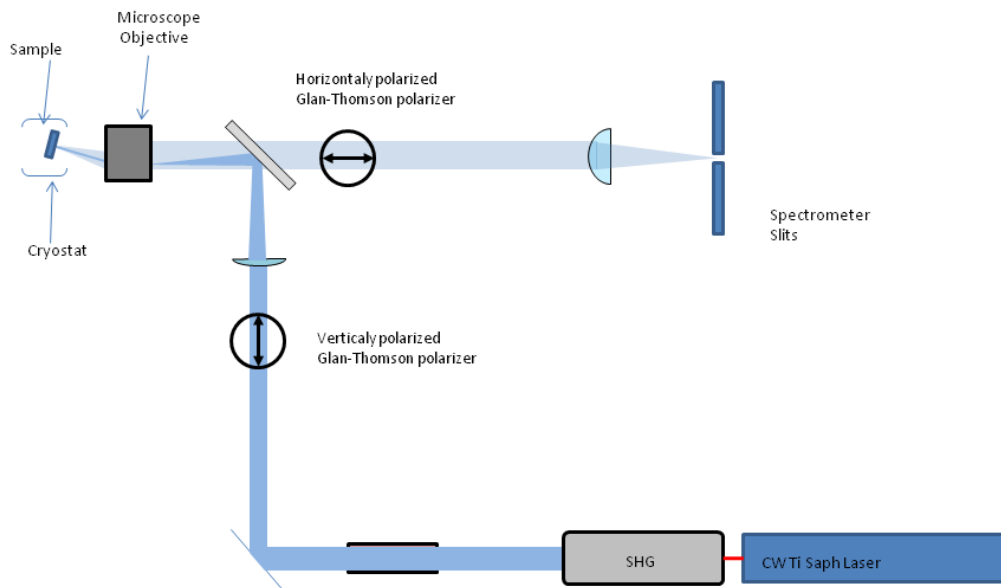 Microscope
Objective
Sample
Horizontaly polarized
Glan-Thomson polarizer
Spectrometer
Slits
Cryostat
Verticaly polarized
Glan-Thomson polarizer
SHG
CW Ti Saph Laser